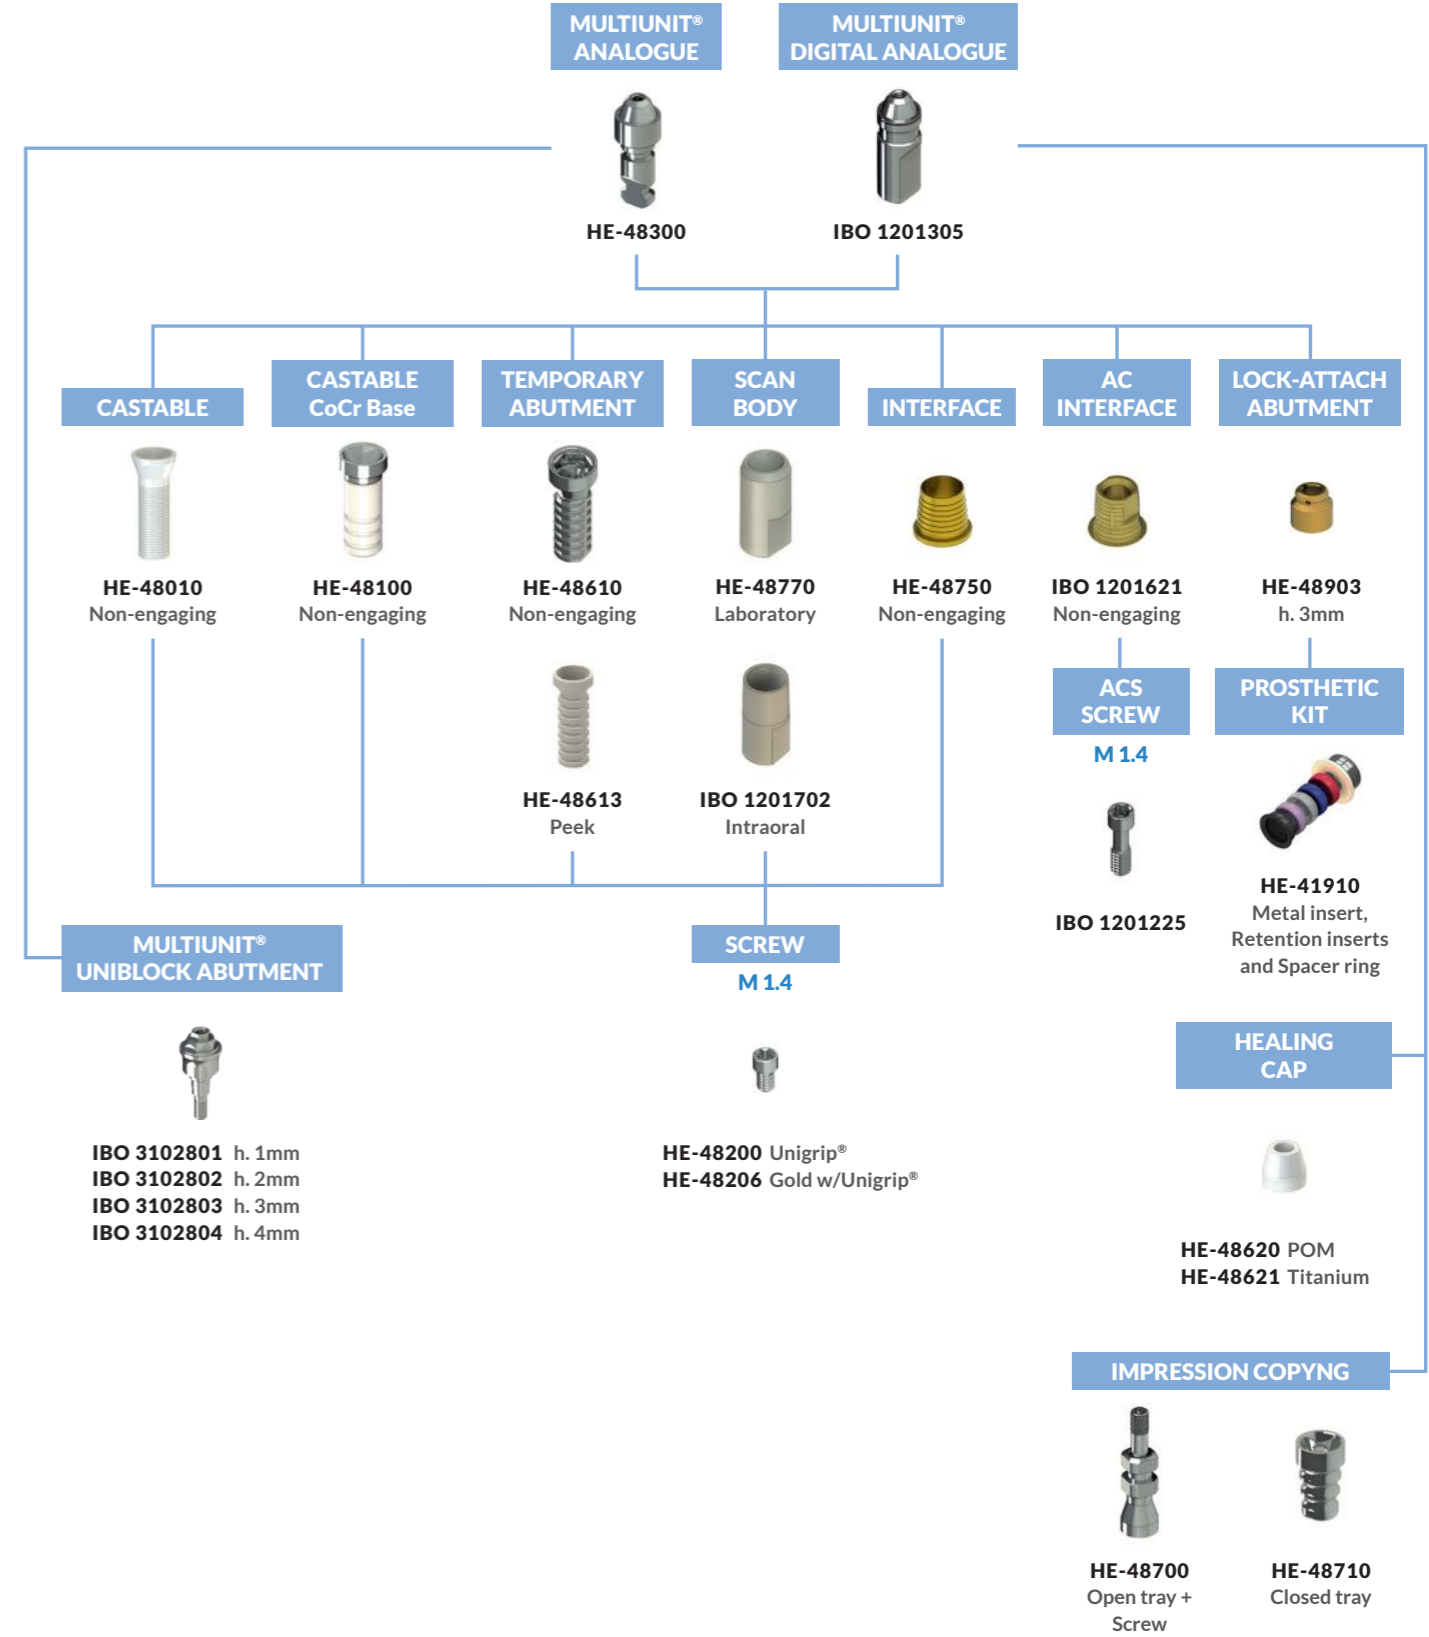 MULTIUNIT®
ANALOGUE
MULTIUNIT®
DIGITAL ANALOGUE
HE-48300
IBO 1201305
CASTABLE
CASTABLE
CoCr Base
TEMPORARY
ABUTMENT
SCAN
BODY
INTERFACE
AC
INTERFACE
LOCK-ATTACH
ABUTMENT
HE-48010
Non-engaging
HE-48100
Non-engaging
HE-48610
Non-engaging
HE-48770
Laboratory
HE-48750
Non-engaging
IBO 1201621
Non-engaging
HE-48903
h. 3mm
HE-48613
Peek
IBO 1201702
Intraoral
ACS
SCREW
M 1.4
IBO 1201225
PROSTHETIC
KIT
HE-41910
Metal insert,
Retention inserts
and Spacer ring
MULTIUNIT®
UNIBLOCK ABUTMENT
IBO 3102801 h. 1mm
IBO 3102802 h. 2mm
IBO 3102803 h. 3mm
IBO 3102804 h. 4mm
SCREW
M 1.4
HE-48200 Unigrip®
HE-48206 Gold w/Unigrip®
HEALING
CAP
HE-48620 POM
HE-48621 Titanium
IMPRESSION COPYNG
HE-48700
Open tray +
Screw
HE-48710
Closed tray